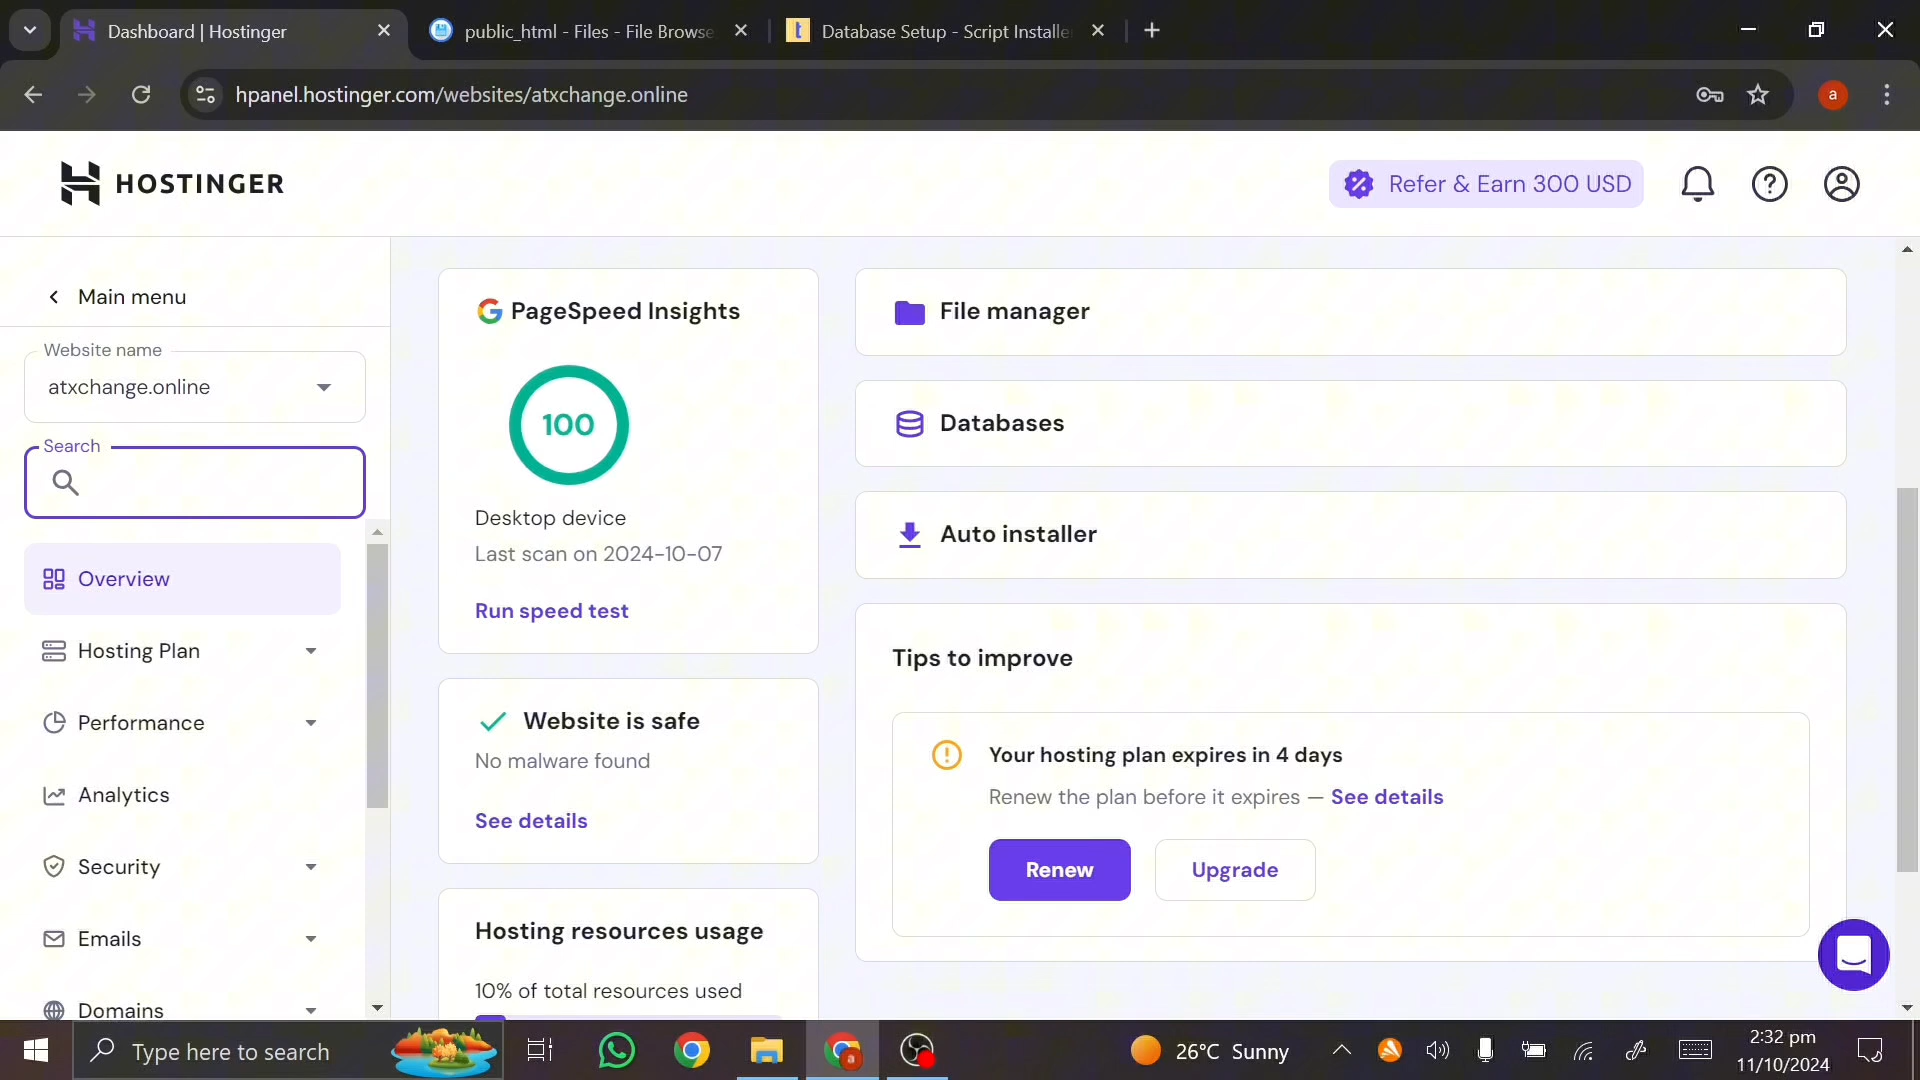 Dashboard | Hostinger
public_html - Files - File Browse
Database Setup - Script Installe
hpanel.hostinger.com/websites/atxchange.online
a
HOSTINGER
Refer & Earn 300 USD
Main menu
Website name
atxchange.online
Search
Overview
Hosting Plan
Performance
Analytics
Security
Emails
Domains
PageSpeed Insights
100
Desktop device
Last scan on 2024-10-07
Run speed test
Website is safe
No malware found
See details
Hosting resources usage
10% of total resources used
File manager
Databases
Auto installer
Tips to improve
Your hosting plan expires in 4 days
Renew the plan before it expires — See details
Renew
Upgrade
Type here to search
26°C Sunny
2:32 pm
11/10/2024